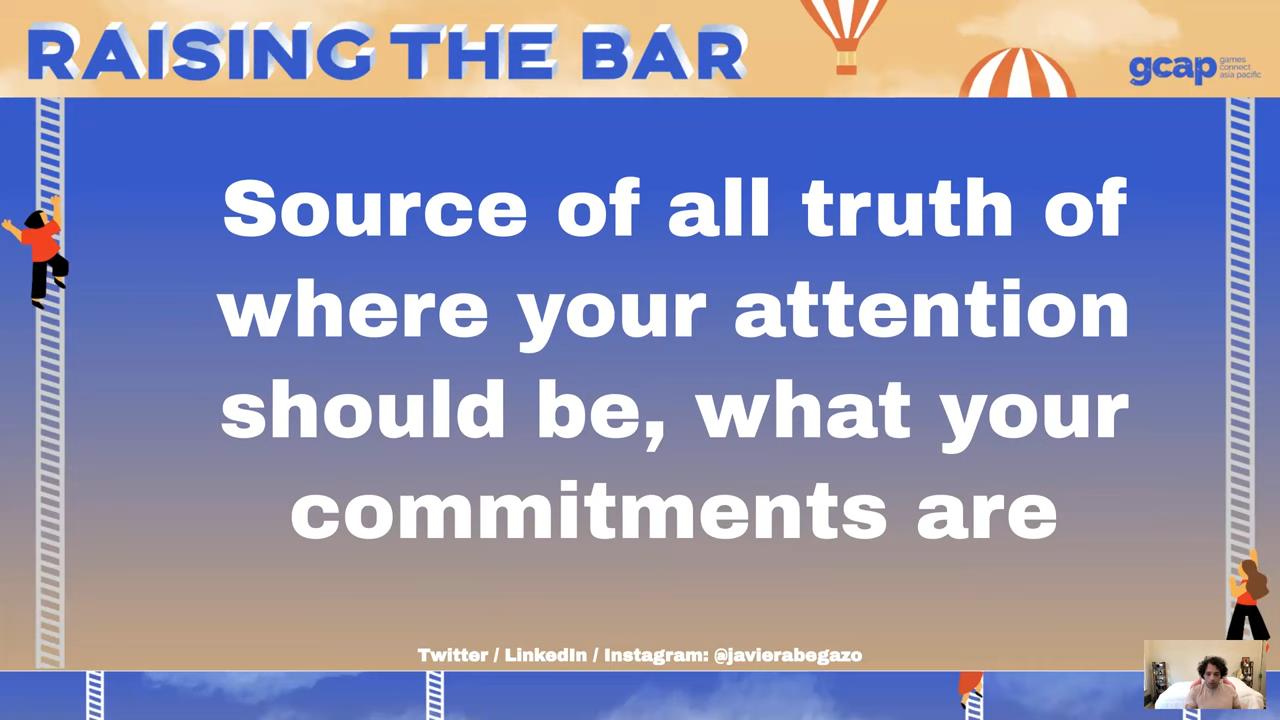 RAISING THE BAR
gcap games connect asia pacific
Source of all truth of
where your attention
should be, what your
commitments are
Twitter / LinkedIn / Instagram: @javierabegazo